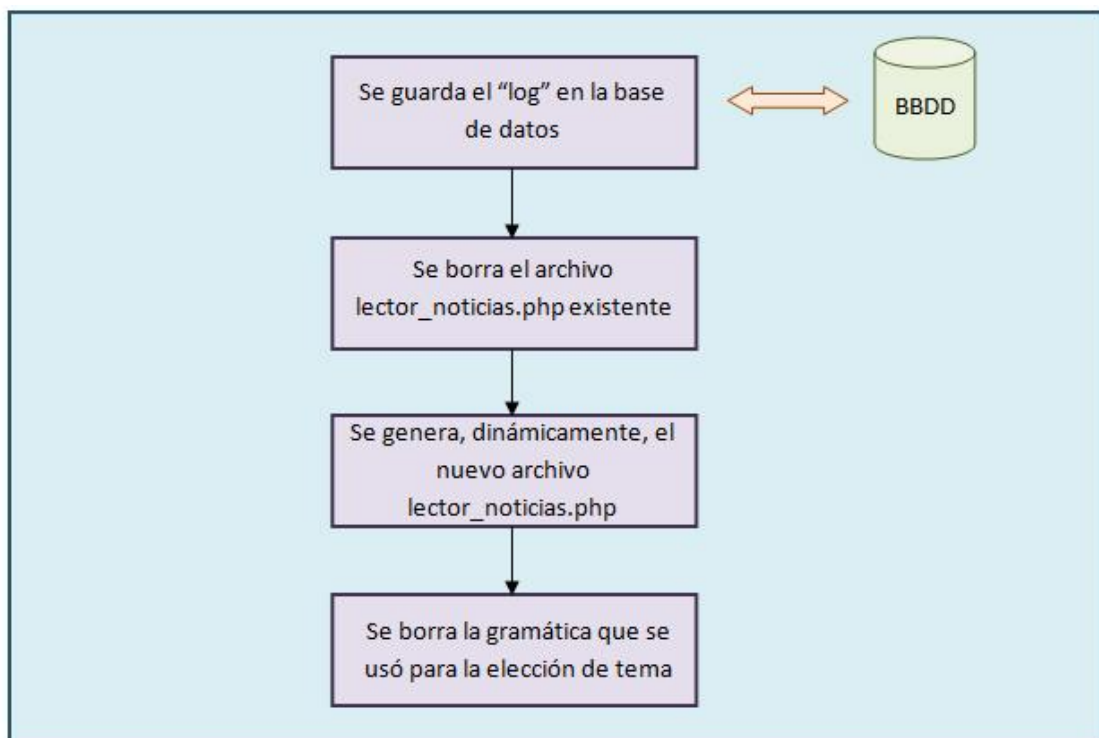 Se guarda el “log” en la base
de datos
BBDD
Se borra el archivo
lector_noticias.php existente
Se genera, dinámicamente, el
nuevo archivo
lector_noticias.php
Se borra la gramática que se
usó para la elección de tema